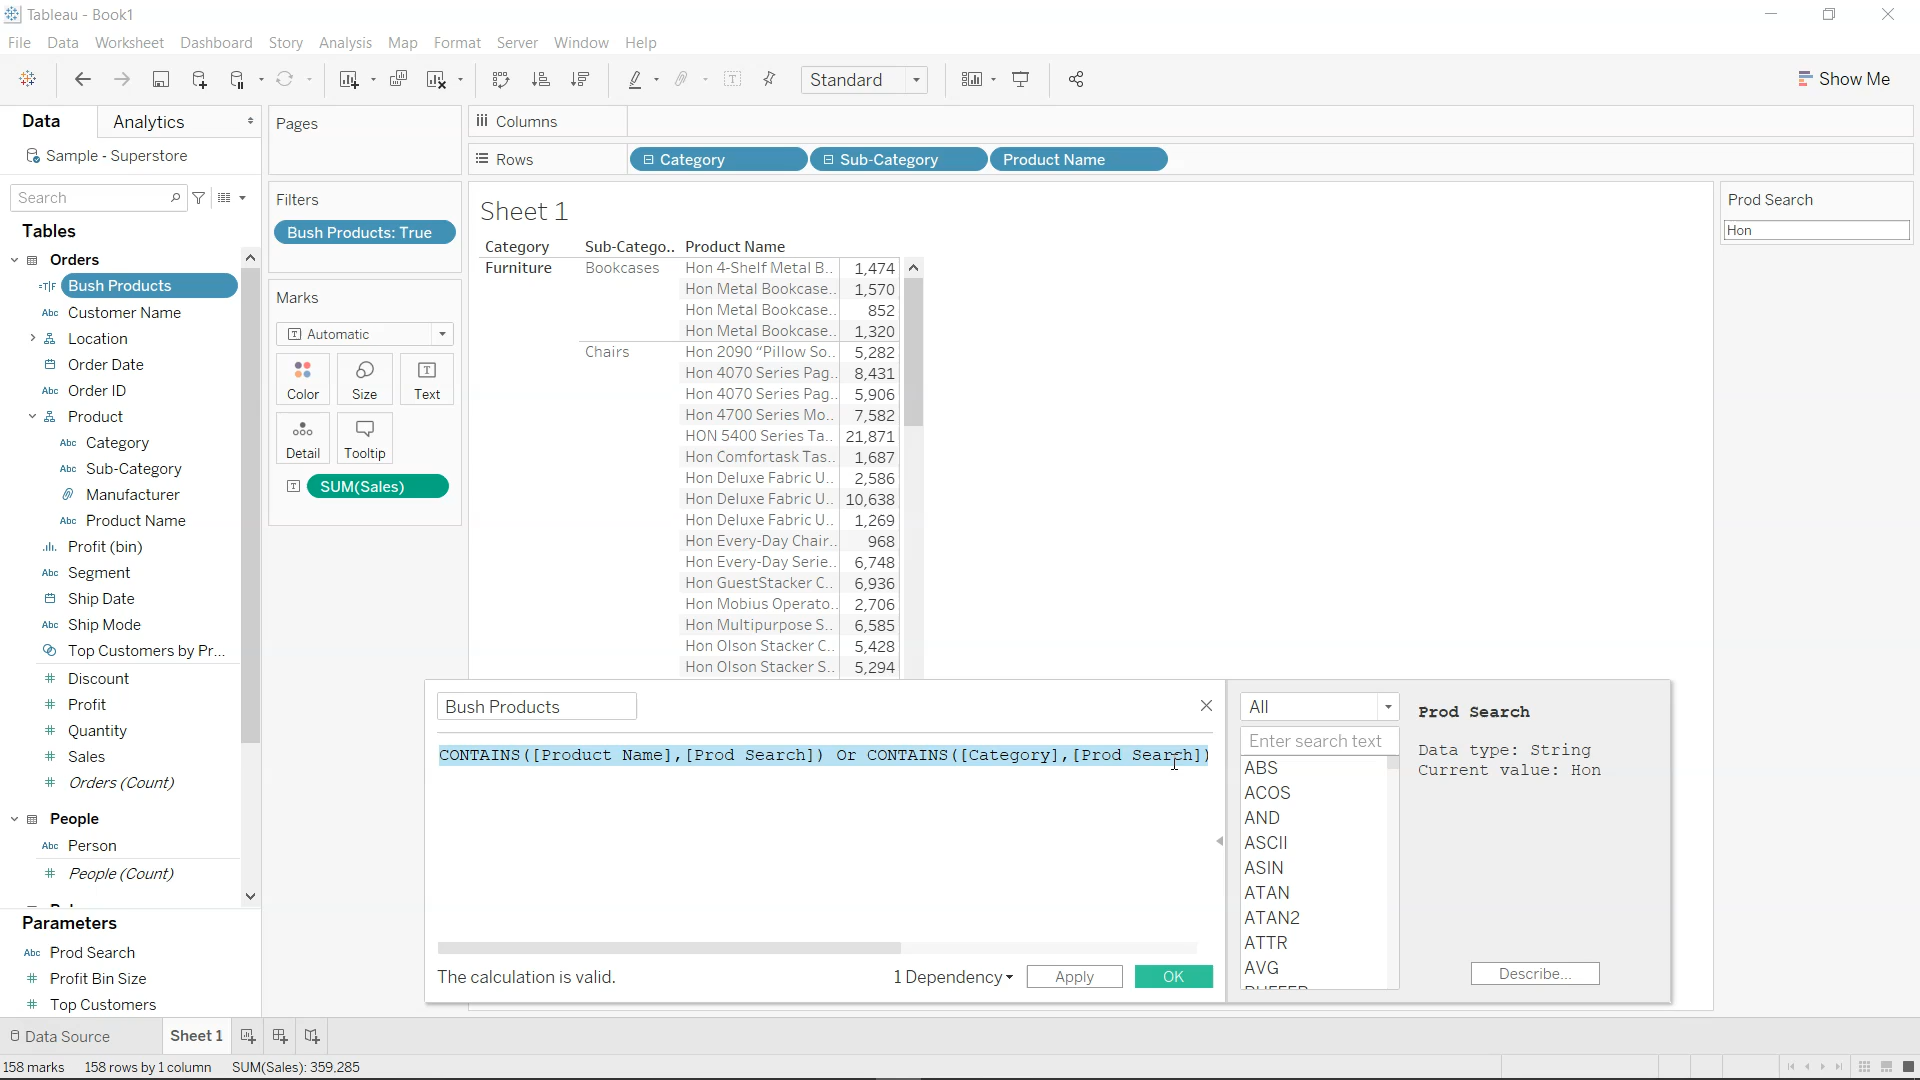 Tableau - Book1
File Data Worksheet Dashboard Story Analysis Map Format Server Window Help
Standard
Show Me
Data Analytics
Sample - Superstore
Search
Tables
Orders
Bush Products
Customer Name
Location
Order Date
Order ID
Product
Category
Sub-Category
Manufacturer
Product Name
Profit (bin)
Segment
Ship Date
Ship Mode
Top Customers by Pr...
Discount
Profit
Quantity
Sales
Orders (Count)
People
Person
People (Count)
Parameters
Prod Search
Profit Bin Size
Top Customers
Pages
Filters
Bush Products: True
Marks
Automatic
Color Size Text
Detail Tooltip
SUM(Sales)
Columns
Rows Category Sub-Category Product Name
Sheet 1
Category Sub-Catego.. Product Name
Furniture Bookcases Hon 4-Shelf Metal B.. 1,474
Hon Metal Bookcase.. 1,570
Hon Metal Bookcase.. 852
Hon Metal Bookcase.. 1,320
Chairs Hon 2090 “Pillow So.. 5,282
Hon 4070 Series Pag.. 8,431
Hon 4070 Series Pag.. 5,906
Hon 4700 Series Mo.. 7,582
HON 5400 Series Ta.. 21,871
Hon Comfortask Tas.. 1,687
Hon Deluxe Fabric U.. 2,586
Hon Deluxe Fabric U.. 10,638
Hon Deluxe Fabric U.. 1,269
Hon Every-Day Chair.. 968
Hon Every-Day Serie.. 6,748
Hon GuestStacker C.. 6,936
Hon Mobius Operato.. 2,706
Hon Multipurpose S.. 6,585
Hon Olson Stacker C.. 5,428
Hon Olson Stacker S.. 5,294
Prod Search
Hon
Bush Products
CONTAINS([Product Name],[Prod Search]) Or CONTAINS([Category],[Prod Search])
The calculation is valid.
1 Dependency
Apply
OK
All
Enter search text
ABS
ACOS
AND
ASCII
ASIN
ATAN
ATAN2
ATTR
AVG
Prod Search
Data type: String
Current value: Hon
Describe...
Data Source Sheet 1
158 marks 158 rows by 1 column SUM(Sales): 359,285